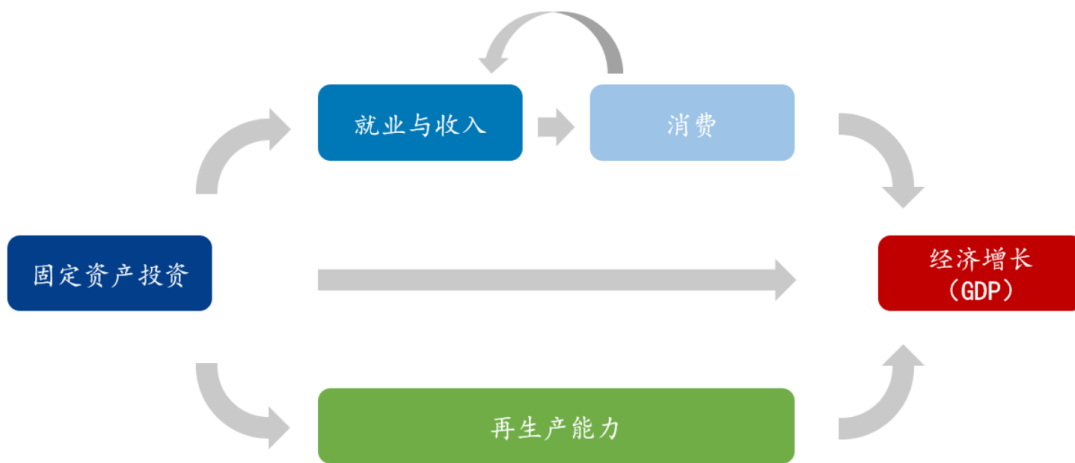 就业与收入
消费
固定资产投资
经济增长
（GDP）
再生产能力